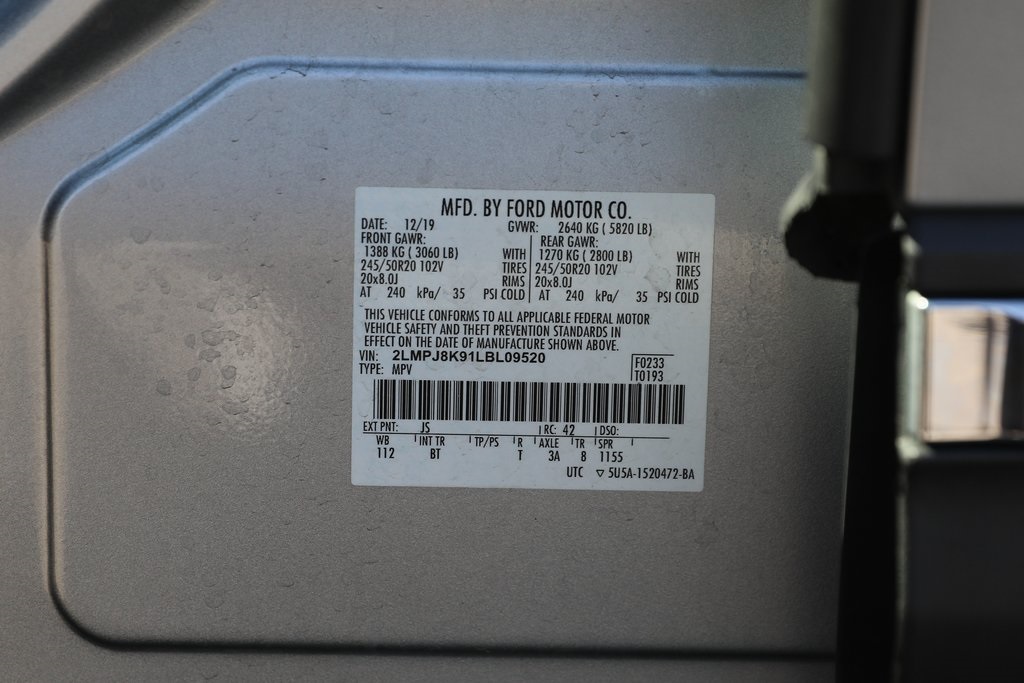 MFD. BY FORD MOTOR CO.
DATE: 12/19 GVWR: 2640 KG ( 5820 LB)
FRONT GAWR: REAR GAWR:
1388 KG ( 3060 LB) WITH 1270 KG ( 2800 LB) WITH
245/50R20 102V TIRES 245/50R20 102V TIRES
20x8.0J RIMS 20x8.0J RIMS
AT 240 kPa/ 35 PSI COLD AT 240 kPa/ 35 PSI COLD
THIS VEHICLE CONFORMS TO ALL APPLICABLE FEDERAL MOTOR
VEHICLE SAFETY AND THEFT PREVENTION STANDARDS IN
EFFECT ON THE DATE OF MANUFACTURE SHOWN ABOVE.
VIN: 2LMPJ8K91LBL09520 F0233
TYPE: MPV T0193
EXT PNT: JS RC: 42 DSO:
WB INT TR TP/PS R AXLE TR SPR
112 BT T 3A 8 1155
UTC ▽ 5U5A-1520472-BA